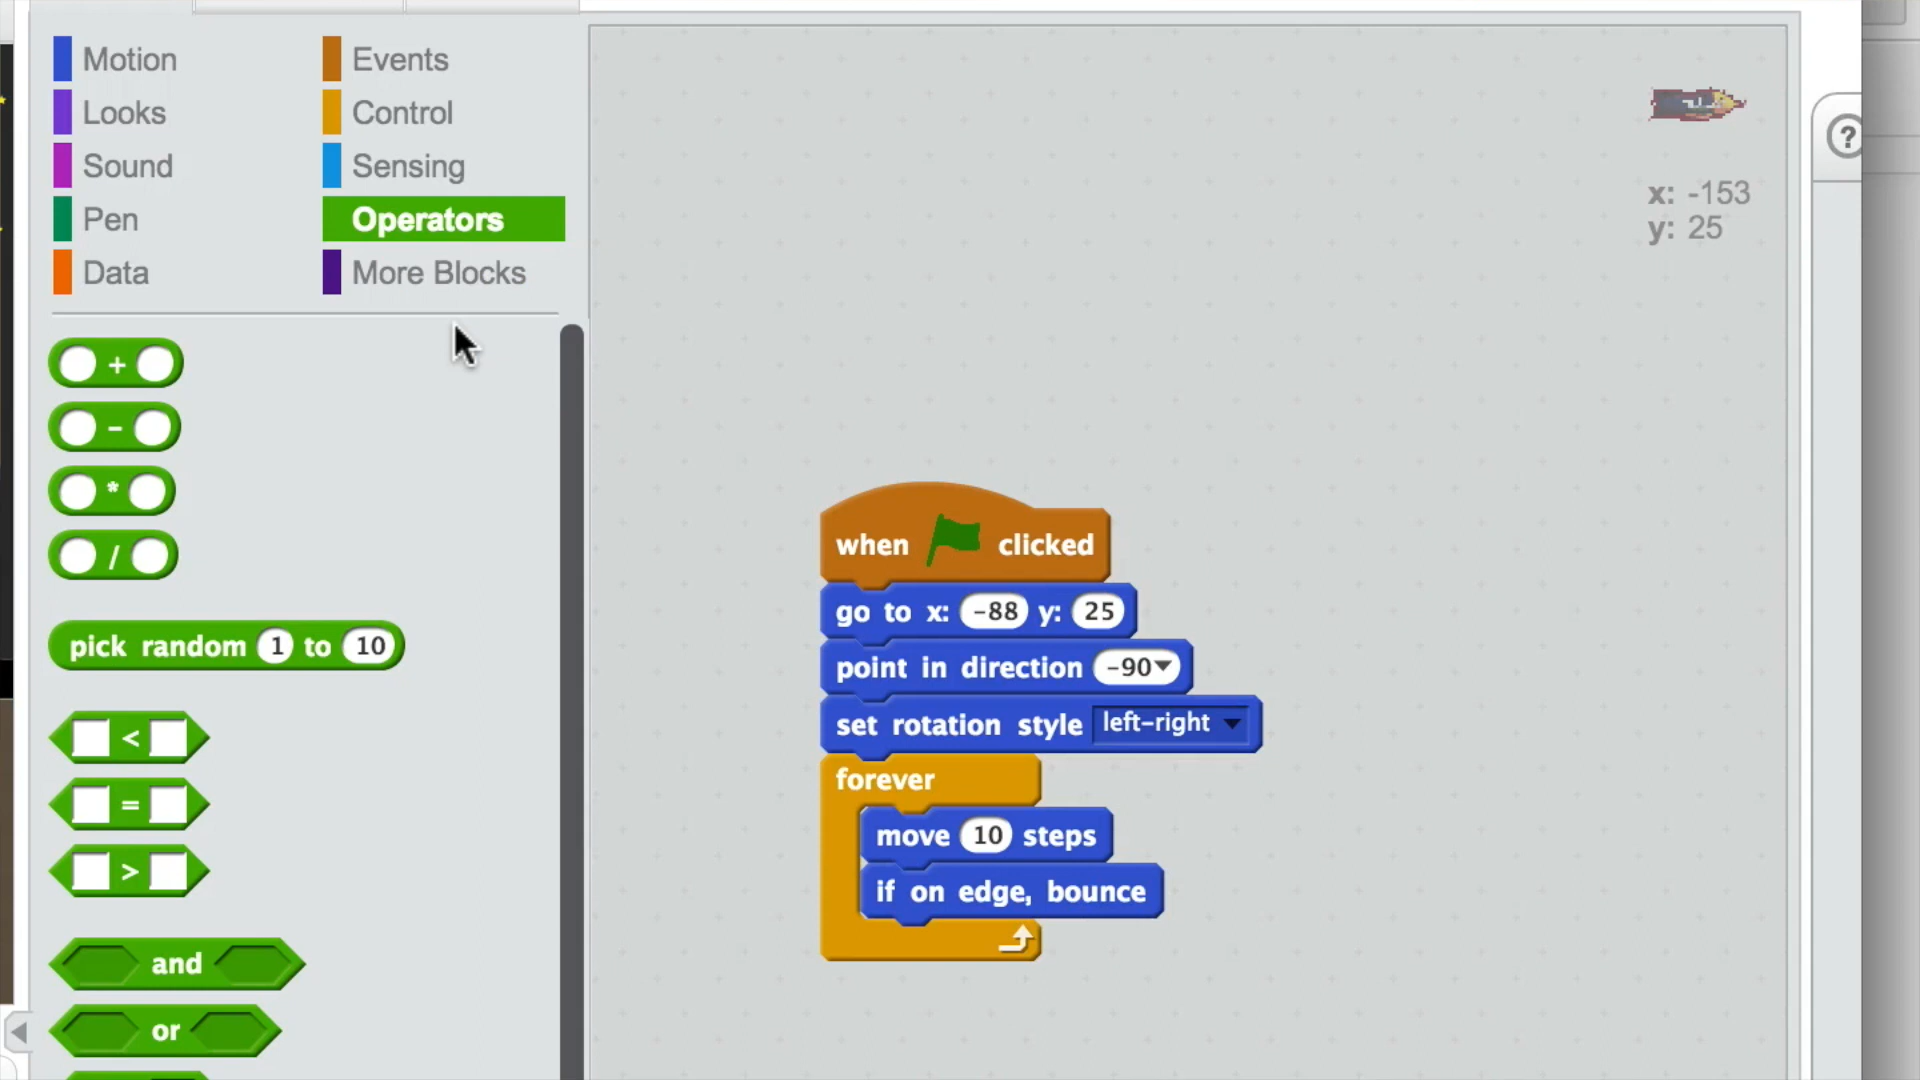 Motion
Looks
Sound
Pen
Data
Events
Control
Sensing
Operators
More Blocks
+
-
*
/
pick random 1 to 10
<
=
>
and
or
when clicked
go to x: -88 y: 25
point in direction -90
set rotation style left-right
forever
move 10 steps
if on edge, bounce
x: -153
y: 25
?